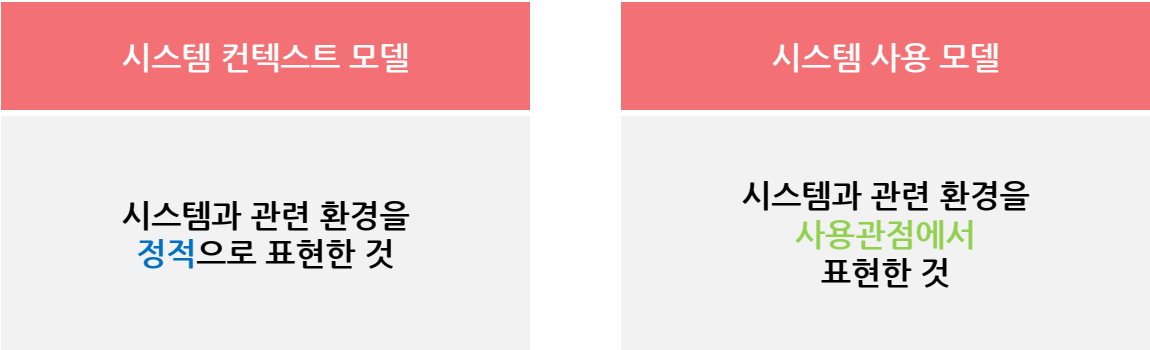 시스템 컨텍스트 모델
시스템과 관련 환경을
정적으로 표현한 것
시스템 사용 모델
시스템과 관련 환경을
사용관점에서
표현한 것